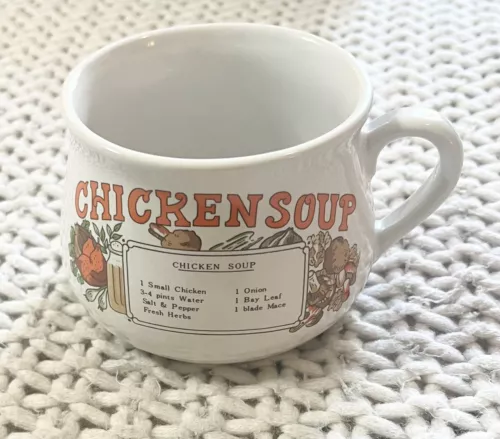 CHICKEN SOUP
CHICKEN SOUP
1 Small Chicken
3-4 pints Water
Salt & Pepper
Fresh Herbs
1 Onion
1 Bay Leaf
1 blade Mace